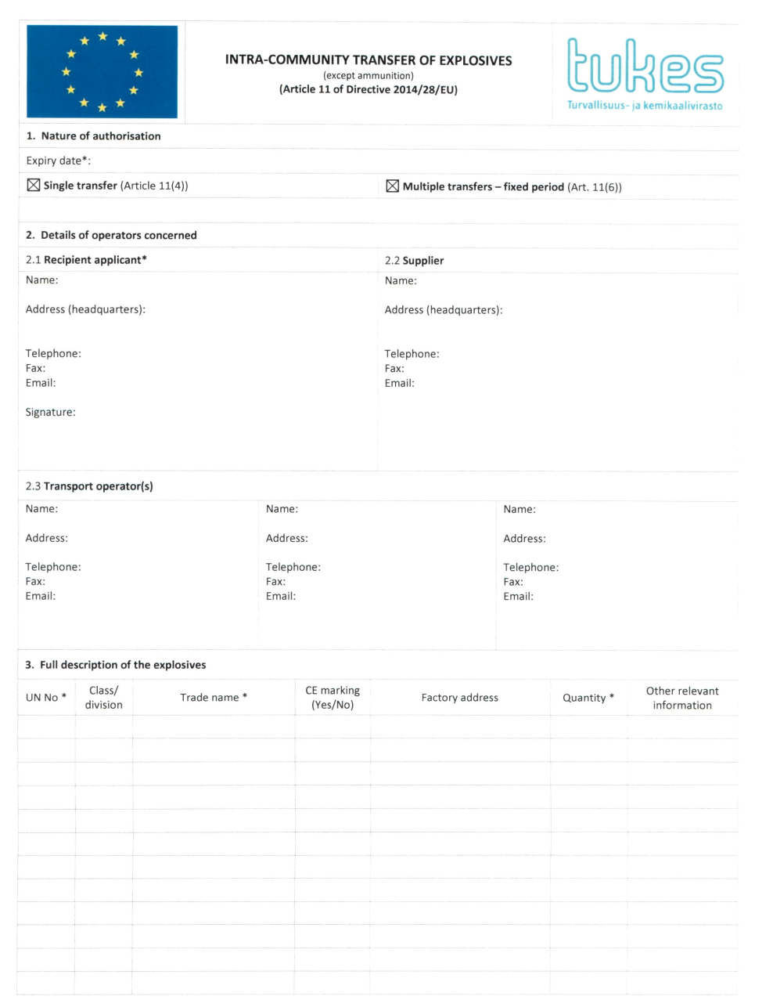 INTRA-COMMUNITY TRANSFER OF EXPLOSIVES
(except ammunition)
(Article 11 of Directive 2014/28/EU)
tukes
Turvallisuus- ja kemikaalivirasto
1. Nature of authorisation
Expiry date*:
☒ Single transfer (Article 11(4))
☒ Multiple transfers – fixed period (Art. 11(6))
2. Details of operators concerned
2.1 Recipient applicant*
2.2 Supplier
Name:
Address (headquarters):
Telephone:
Fax:
Email:
Signature:
Name:
Address (headquarters):
Telephone:
Fax:
Email:
2.3 Transport operator(s)
Name:
Address:
Telephone:
Fax:
Email:
Name:
Address:
Telephone:
Fax:
Email:
Name:
Address:
Telephone:
Fax:
Email:
3. Full description of the explosives
UN No *
Class/
division
Trade name *
CE marking
(Yes/No)
Factory address
Quantity *
Other relevant
information